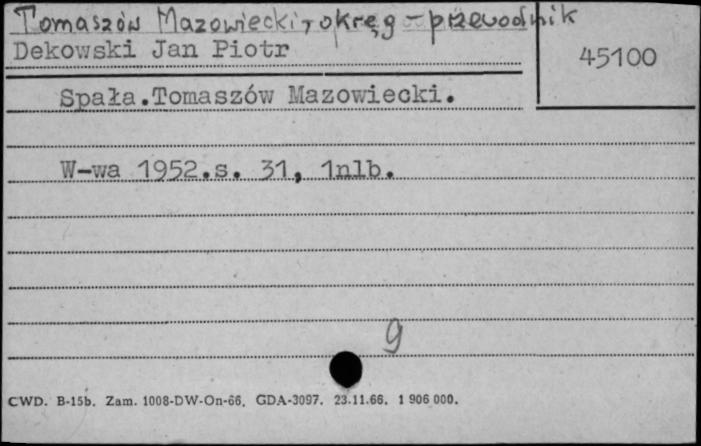 Tomaszów Mazowiecki, okręg - przewodnik
Dekowski Jan Piotr
45100
Spała.Tomaszów Mazowiecki.
W-wa 1952.s. 31, 1nlb.
9
CWD. B-15b. Zam. 1008-DW-On-66. GDA-3097. 23.11.66. 1 906 000.